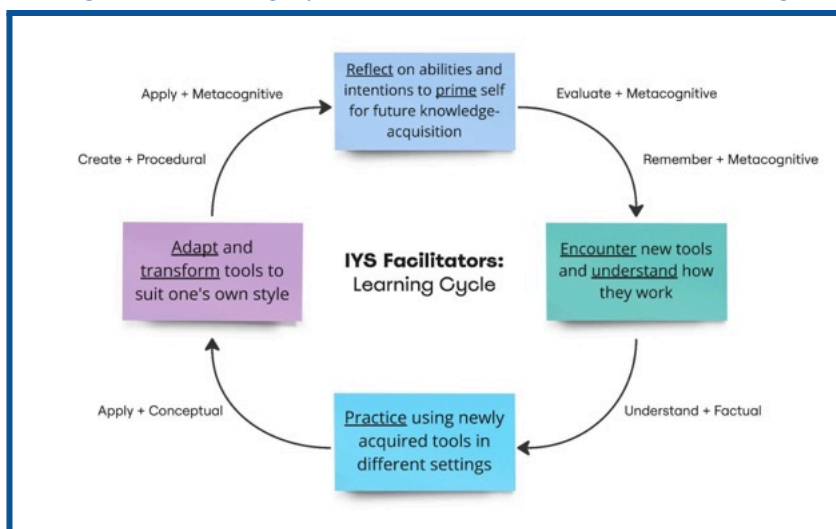 Reflect on abilities and
intentions to prime self
for future knowledge-
acquisition
Apply + Metacognitive
Evaluate + Metacognitive
Create + Procedural
Remember + Metacognitive
Adapt and
transform tools to
suit one's own style
IYS Facilitators:
Learning Cycle
Encounter new tools
and understand how
they work
Apply + Conceptual
Understand + Factual
Practice using newly
acquired tools in
different settings